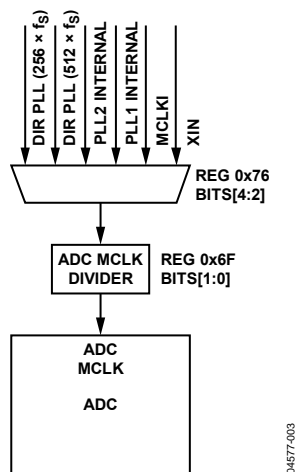 DIR PLL (256 × fS)
DIR PLL (512 × fS)
PLL2 INTERNAL
PLL1 INTERNAL
MCLKI
XIN
REG 0x76
BITS[4:2]
ADC MCLK
DIVIDER
REG 0x6F
BITS[1:0]
ADC
MCLK
ADC
04577-003